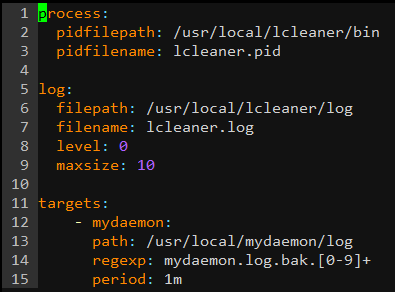 1 process:
2   pidfilepath: /usr/local/lcleaner/bin
3   pidfilename: lcleaner.pid
4
5 log:
6   filepath: /usr/local/lcleaner/log
7   filename: lcleaner.log
8   level: 0
9   maxsize: 10
10
11 targets:
12     - mydaemon:
13       path: /usr/local/mydaemon/log
14       regexp: mydaemon.log.bak.[0-9]+
15       period: 1m